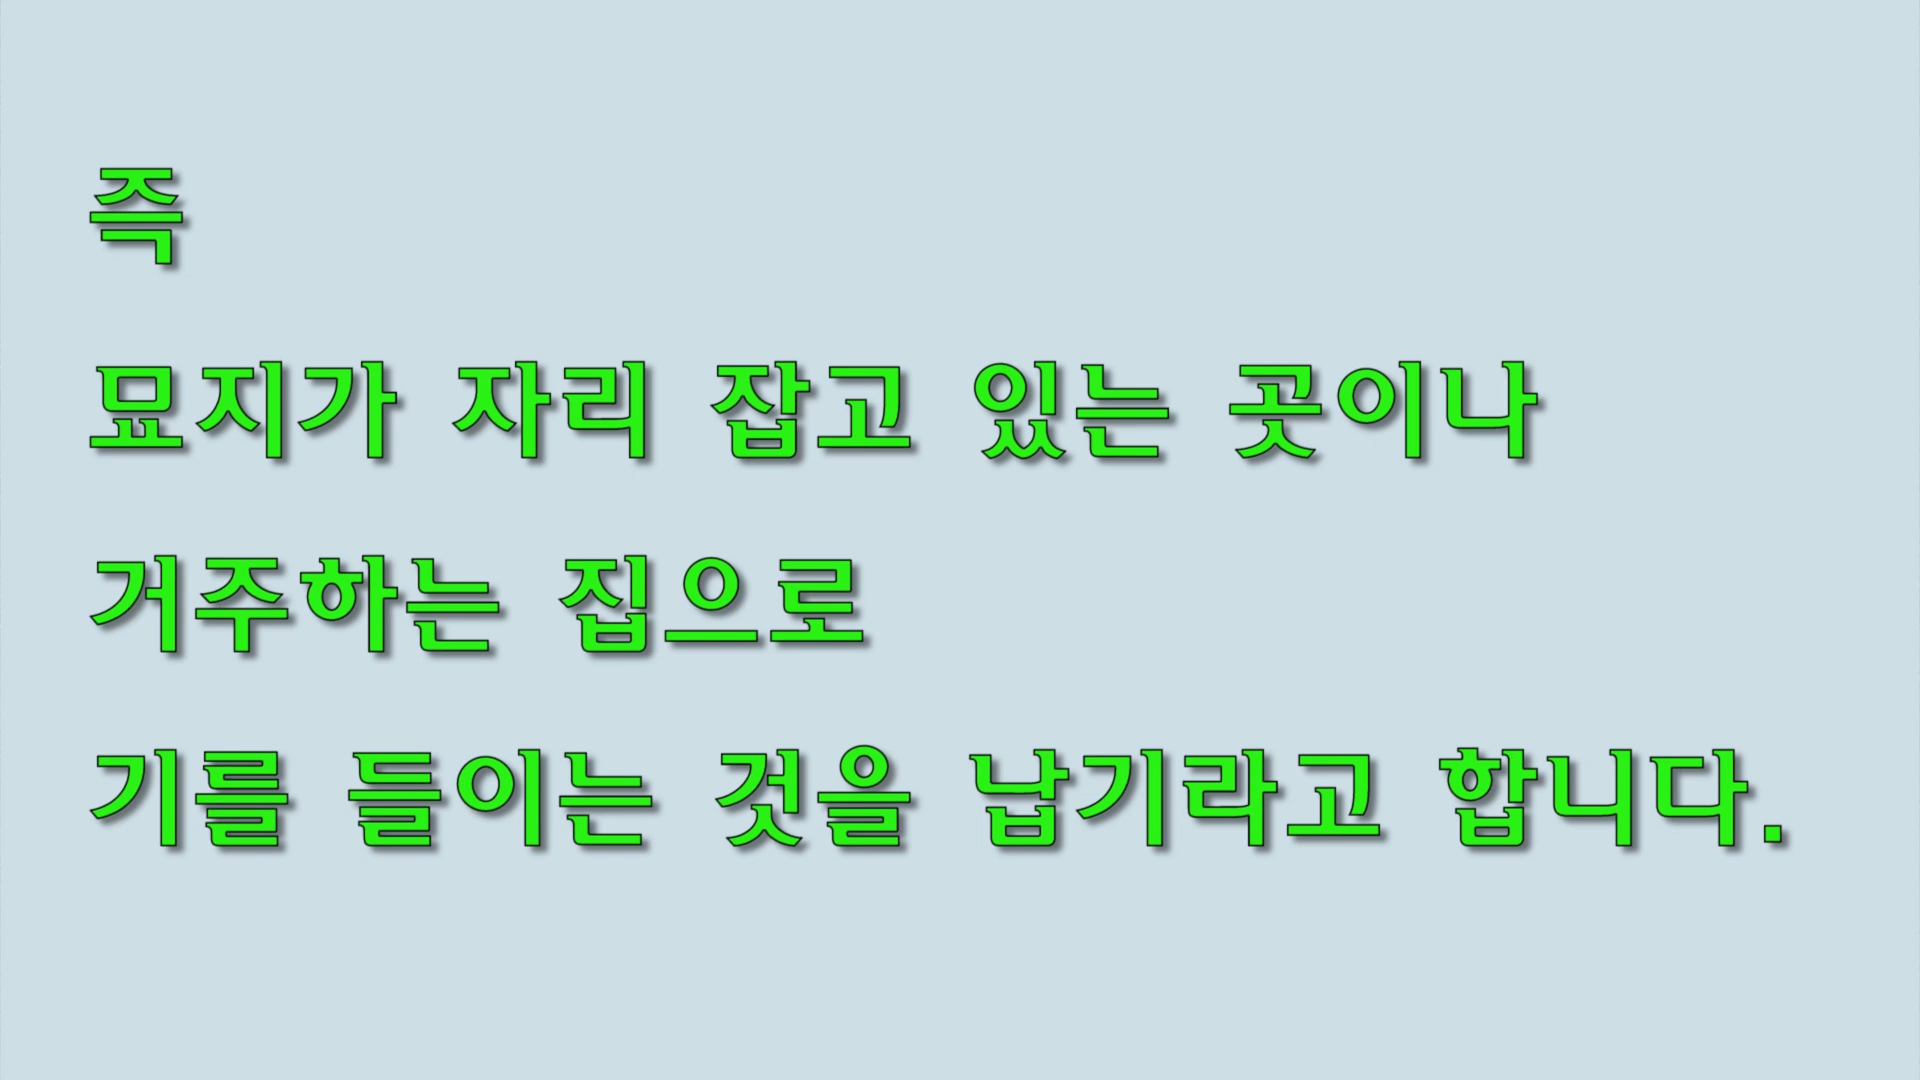 즉
묘지가 자리 잡고 있는 곳이나
거주하는 집으로
기를 들이는 것을 납기라고 합니다.